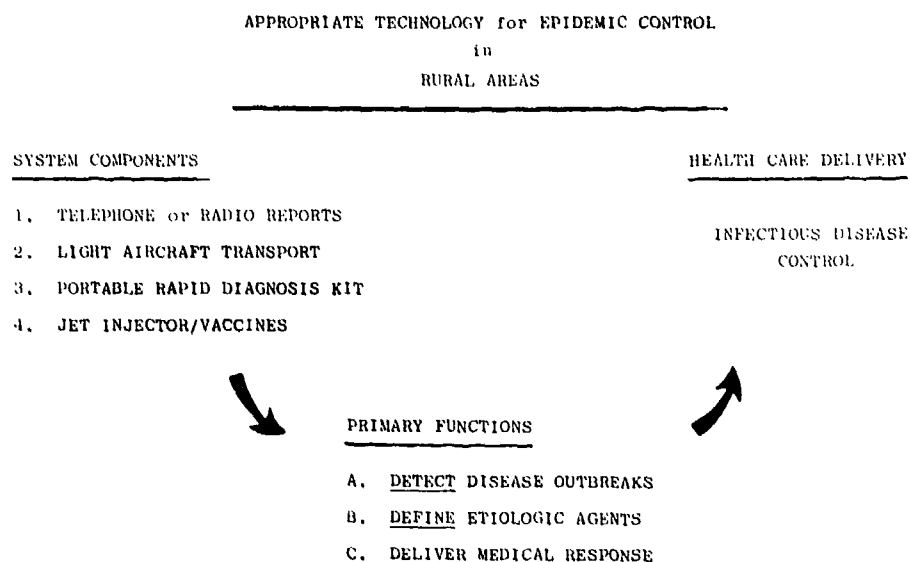 APPROPRIATE TECHNOLOGY for EPIDEMIC CONTROL
in
RURAL AREAS
SYSTEM COMPONENTS
1. TELEPHONE or RADIO REPORTS
2. LIGHT AIRCRAFT TRANSPORT
3. PORTABLE RAPID DIAGNOSIS KIT
4. JET INJECTOR/VACCINES
PRIMARY FUNCTIONS
A. DETECT DISEASE OUTBREAKS
B. DEFINE ETIOLOGIC AGENTS
C. DELIVER MEDICAL RESPONSE
HEALTH CARE DELIVERY
INFECTIOUS DISEASE
CONTROL